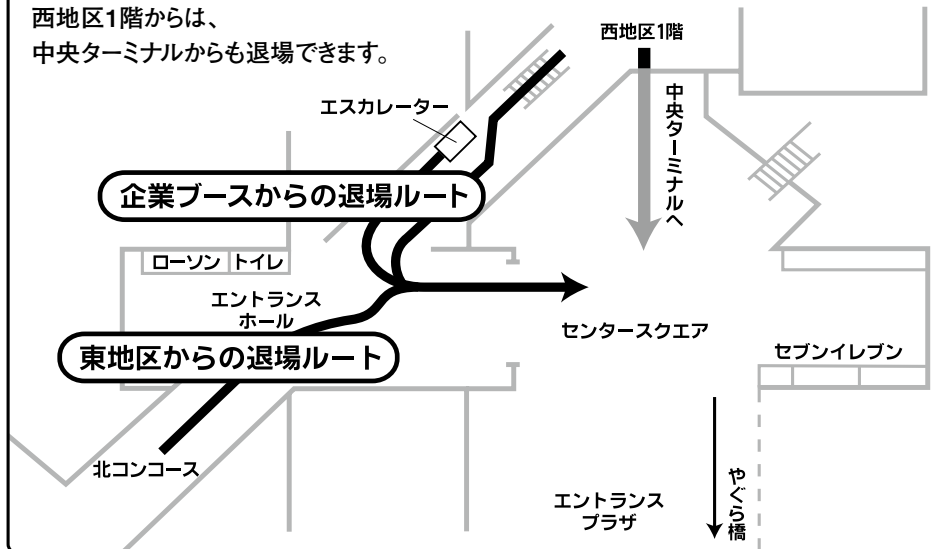 西地区1階からは、
中央ターミナルからも退場できます。
西地区1階
エスカレーター
中央ターミナルへ
企業ブースからの退場ルート
ローソン
トイレ
エントランス
ホール
センタースクエア
東地区からの退場ルート
セブンイレブン
北コンコース
エントランス
プラザ
やぐら橋